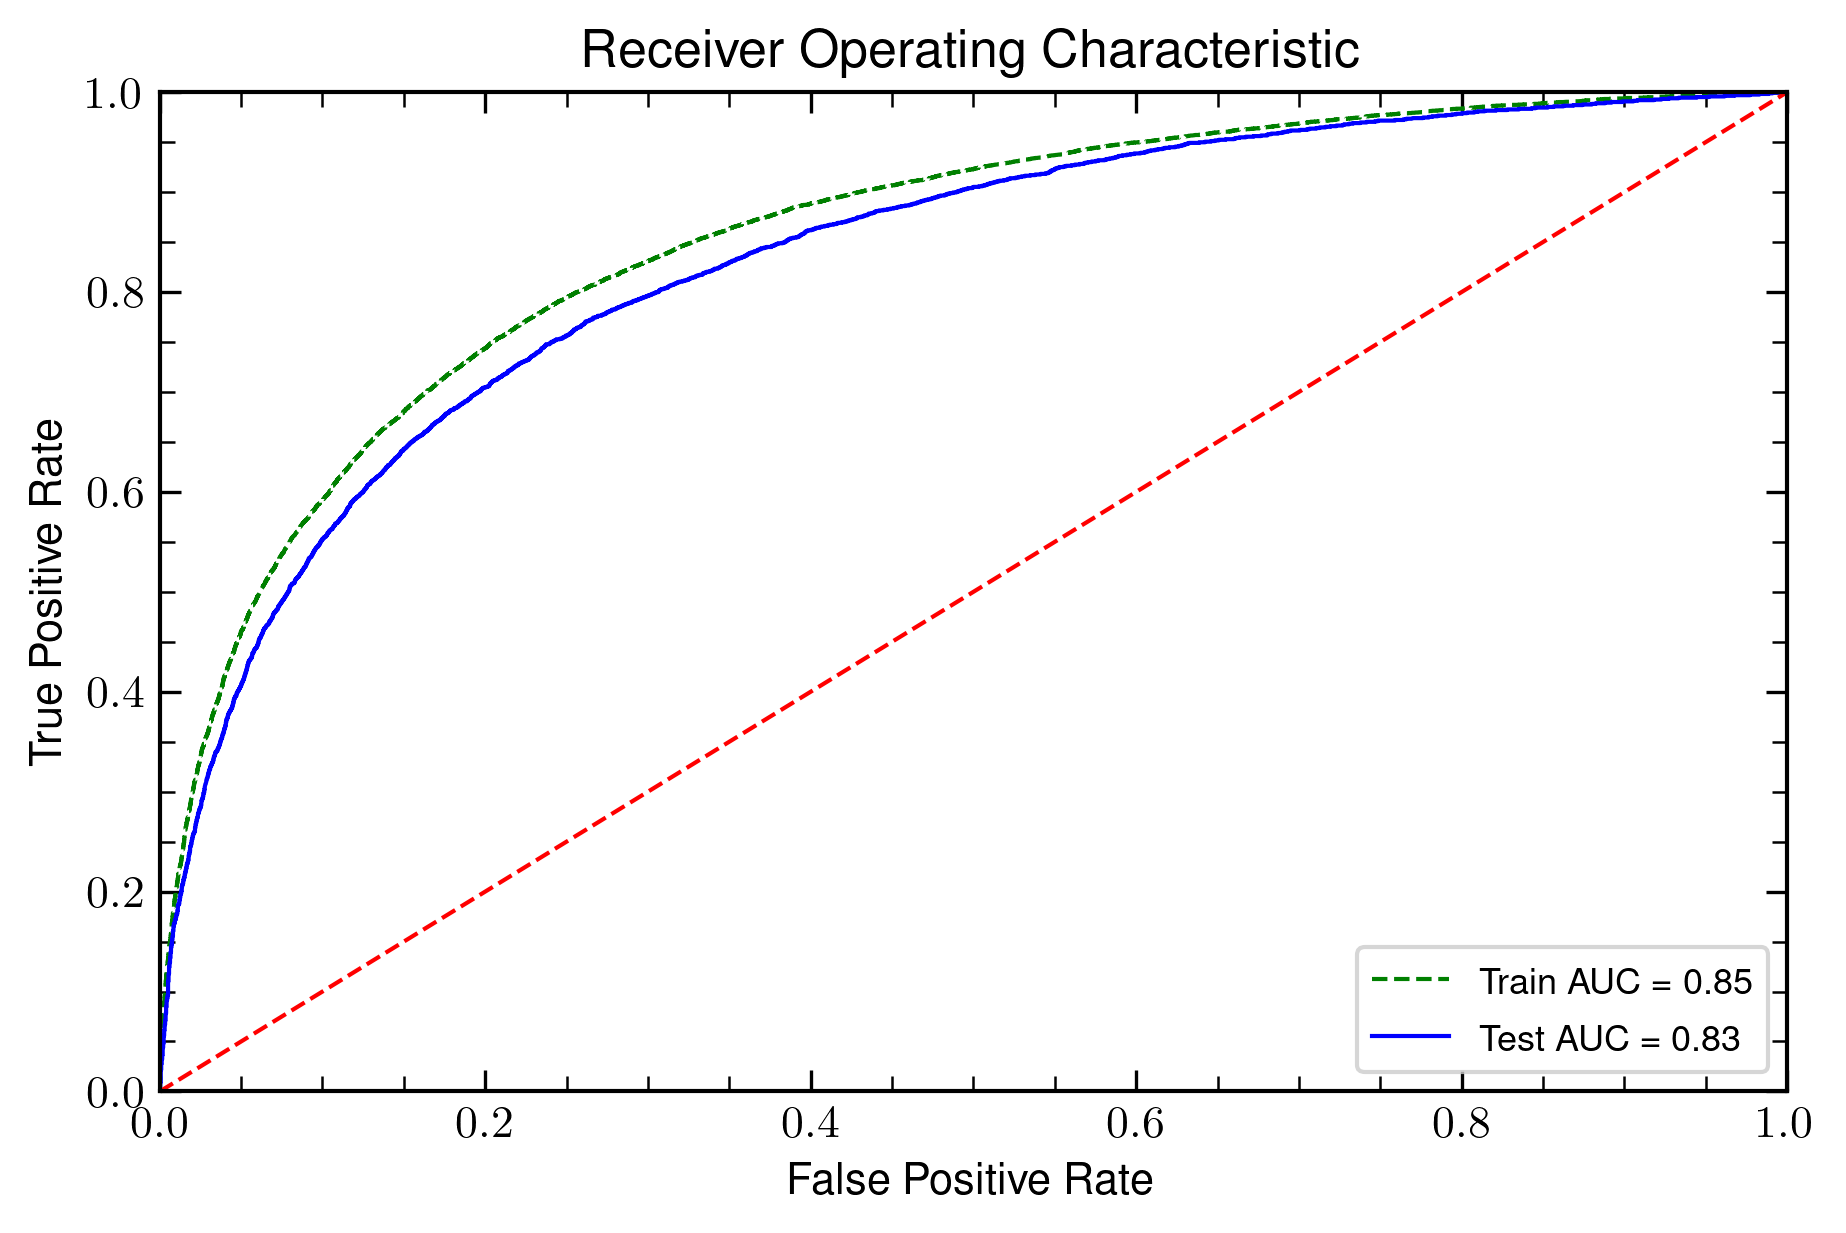 Receiver Operating Characteristic
1.0
0.8
0.6
0.4
0.2
0.0
True Positive Rate
Train AUC = 0.85
Test AUC = 0.83
0.0 0.2 0.4 0.6 0.8 1.0
False Positive Rate